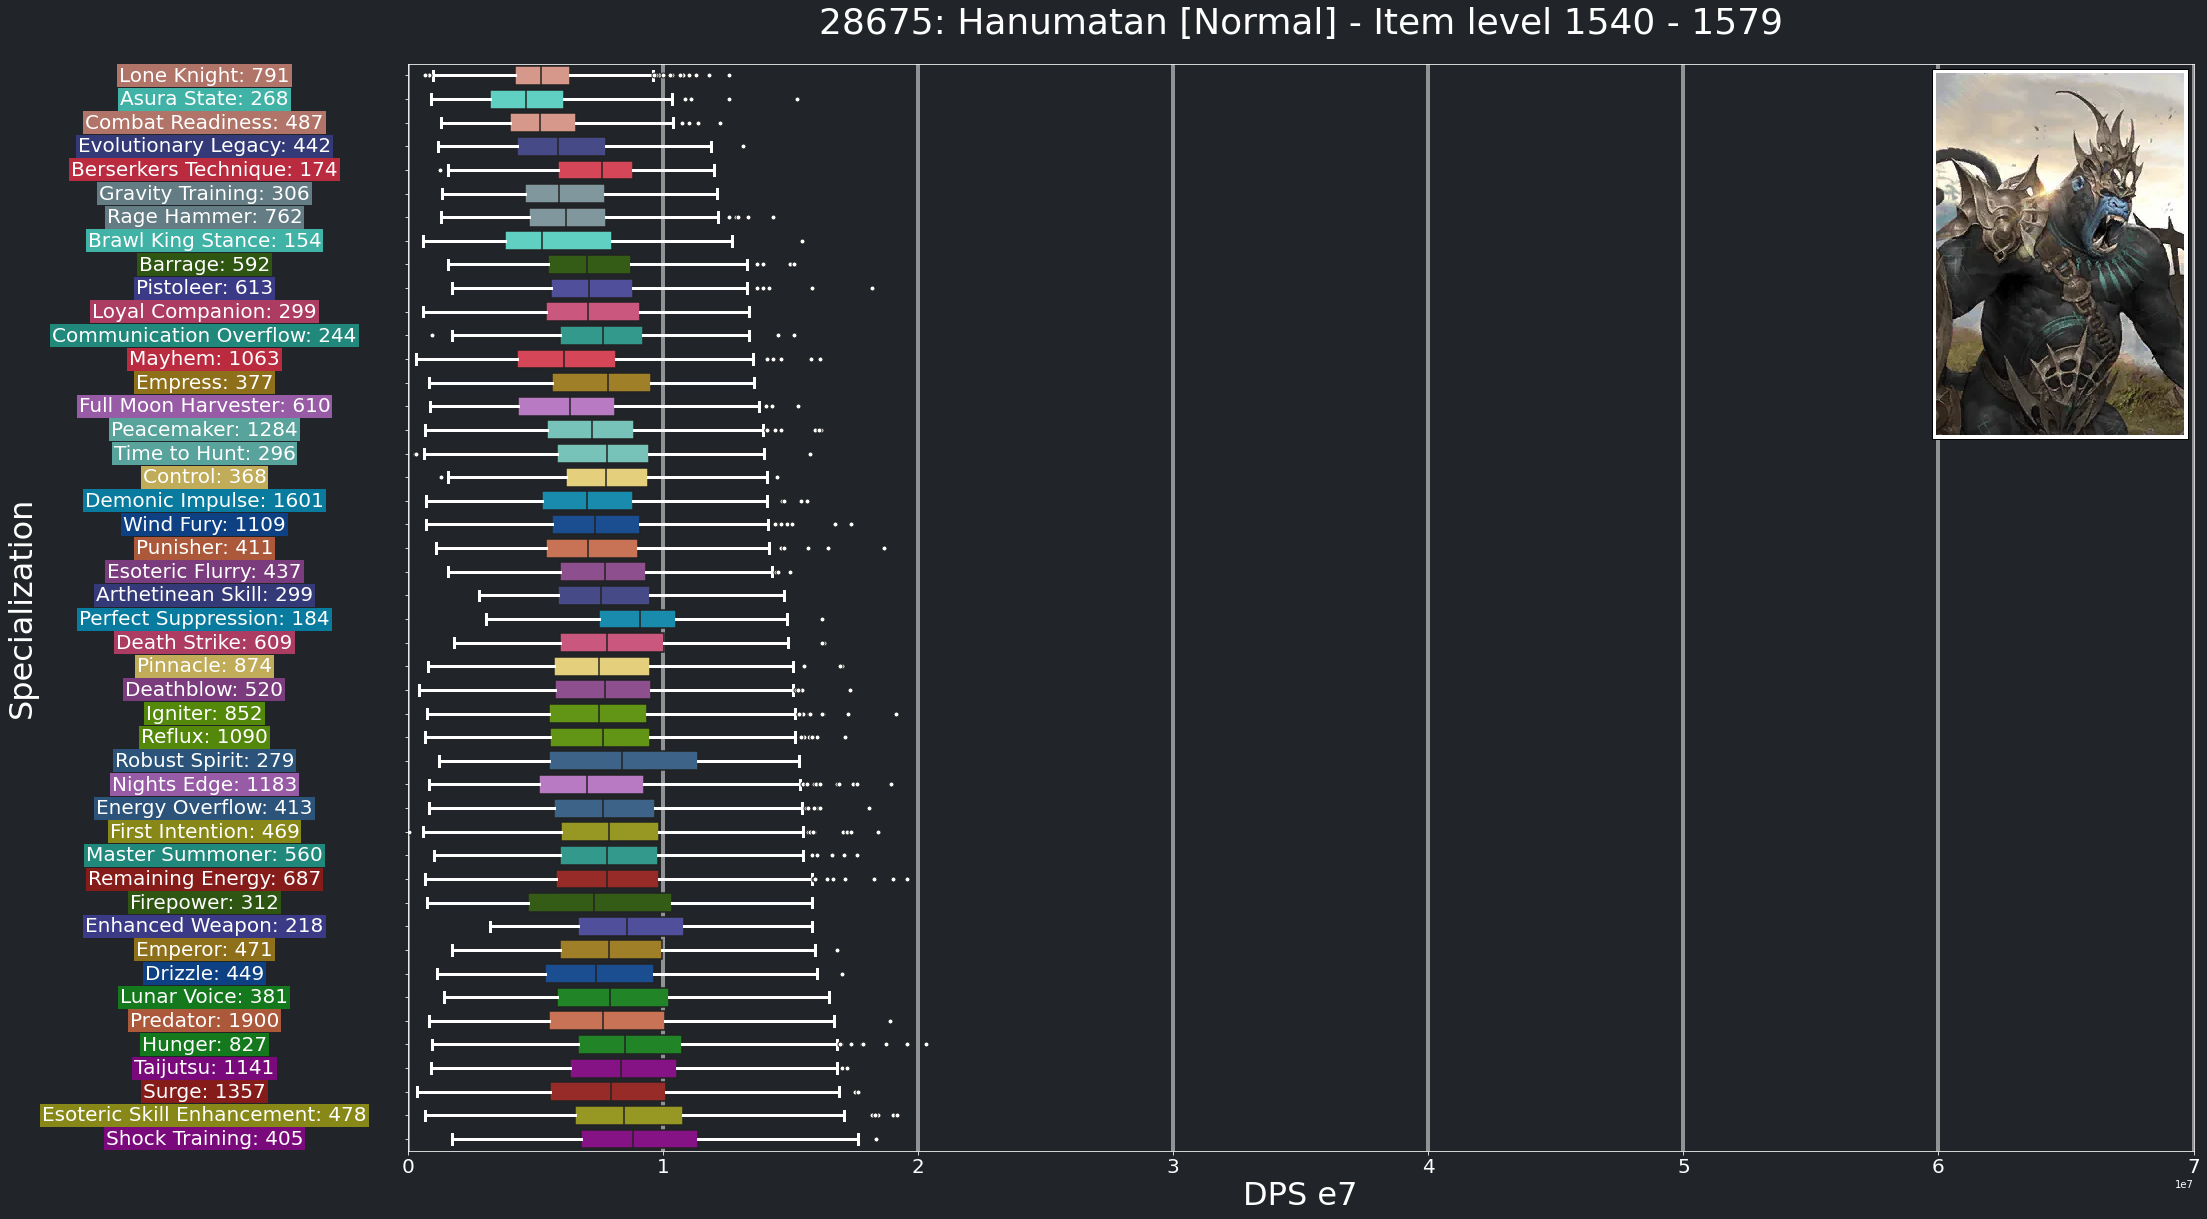 28675: Hanumatan [Normal] - Item level 1540 - 1579
Specialization
Lone Knight: 791
Asura State: 268
Combat Readiness: 487
Evolutionary Legacy: 442
Berserkers Technique: 174
Gravity Training: 306
Rage Hammer: 762
Brawl King Stance: 154
Barrage: 592
Pistoleer: 613
Loyal Companion: 299
Communication Overflow: 244
Mayhem: 1063
Empress: 377
Full Moon Harvester: 610
Peacemaker: 1284
Time to Hunt: 296
Control: 368
Demonic Impulse: 1601
Wind Fury: 1109
Punisher: 411
Esoteric Flurry: 437
Arthetinean Skill: 299
Perfect Suppression: 184
Death Strike: 609
Pinnacle: 874
Deathblow: 520
Igniter: 852
Reflux: 1090
Robust Spirit: 279
Nights Edge: 1183
Energy Overflow: 413
First Intention: 469
Master Summoner: 560
Remaining Energy: 687
Firepower: 312
Enhanced Weapon: 218
Emperor: 471
Drizzle: 449
Lunar Voice: 381
Predator: 1900
Hunger: 827
Taijutsu: 1141
Surge: 1357
Esoteric Skill Enhancement: 478
Shock Training: 405
0 1 2 3 4 5 6 7
1e7
DPS e7